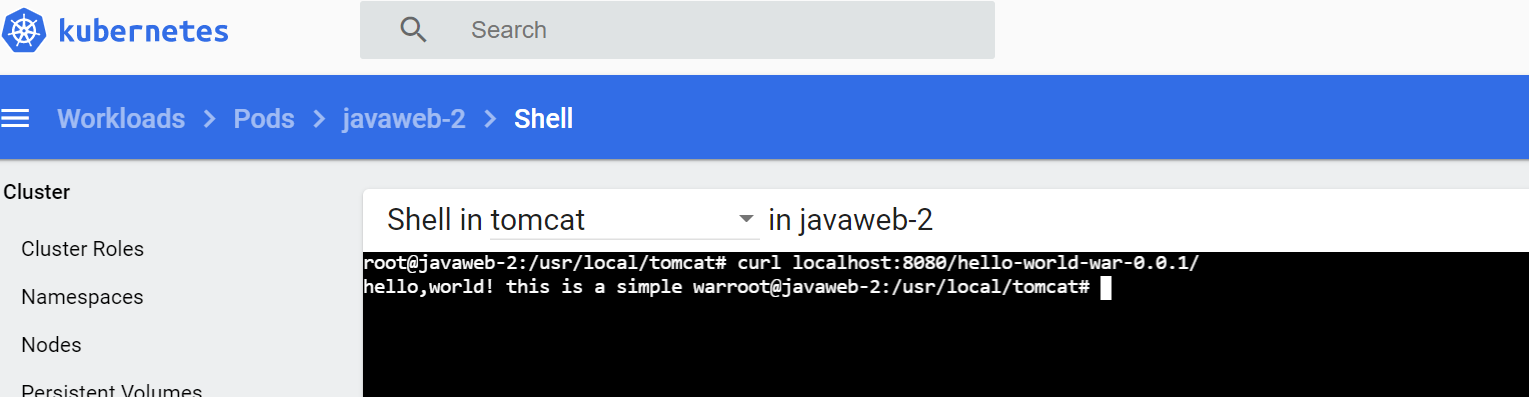 kubernetes
Search
Workloads > Pods > javaweb-2 > Shell
Cluster
Cluster Roles
Namespaces
Nodes
Persistent Volumes
Shell in tomcat in javaweb-2
root@javaweb-2:/usr/local/tomcat# curl localhost:8080/hello-world-war-0.0.1/
hello,world! this is a simple warroot@javaweb-2:/usr/local/tomcat#